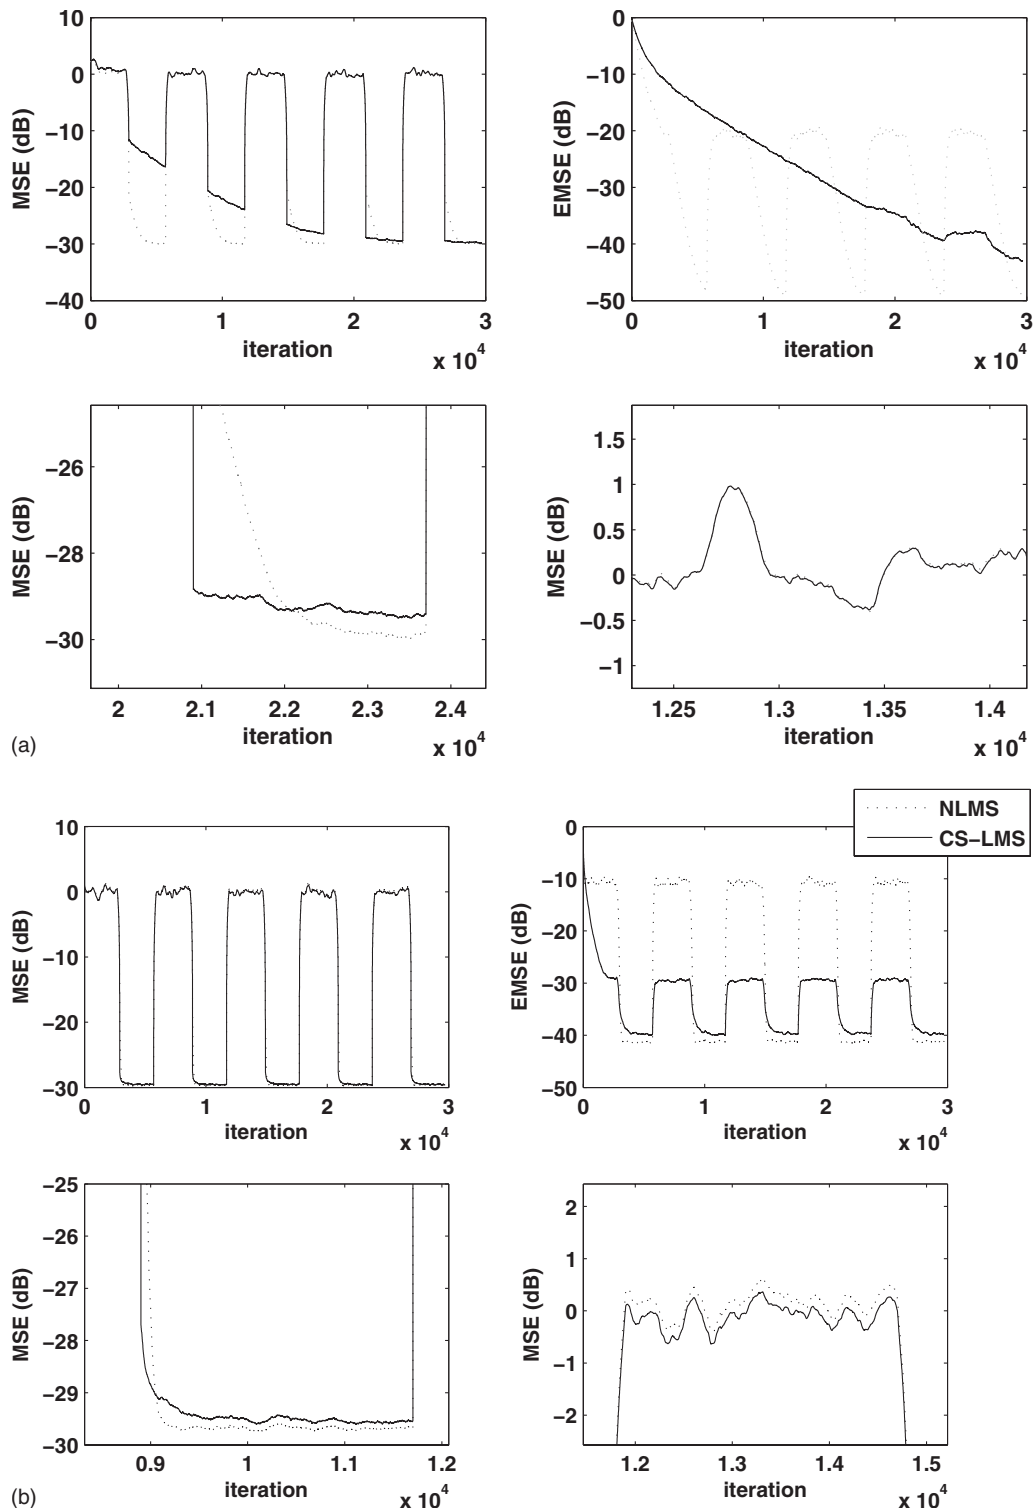 10
0
−10
−20
−30
−40
MSE (dB)
0 1 2 3
iteration
x 10^4
0
−10
−20
−30
−40
−50
EMSE (dB)
0 1 2 3
iteration
x 10^4
−26
−28
−30
MSE (dB)
2 2.1 2.2 2.3 2.4
iteration
x 10^4
1.5
1
0.5
0
−0.5
−1
MSE (dB)
1.25 1.3 1.35 1.4
iteration
x 10^4
(a)
NLMS
CS−LMS
10
0
−10
−20
−30
MSE (dB)
0 1 2 3
iteration
x 10^4
0
−10
−20
−30
−40
−50
EMSE (dB)
0 1 2 3
iteration
x 10^4
−25
−26
−27
−28
−29
−30
MSE (dB)
0.9 1 1.1 1.2
iteration
x 10^4
2
1
0
−1
−2
MSE (dB)
1.2 1.3 1.4 1.5
iteration
x 10^4
(b)